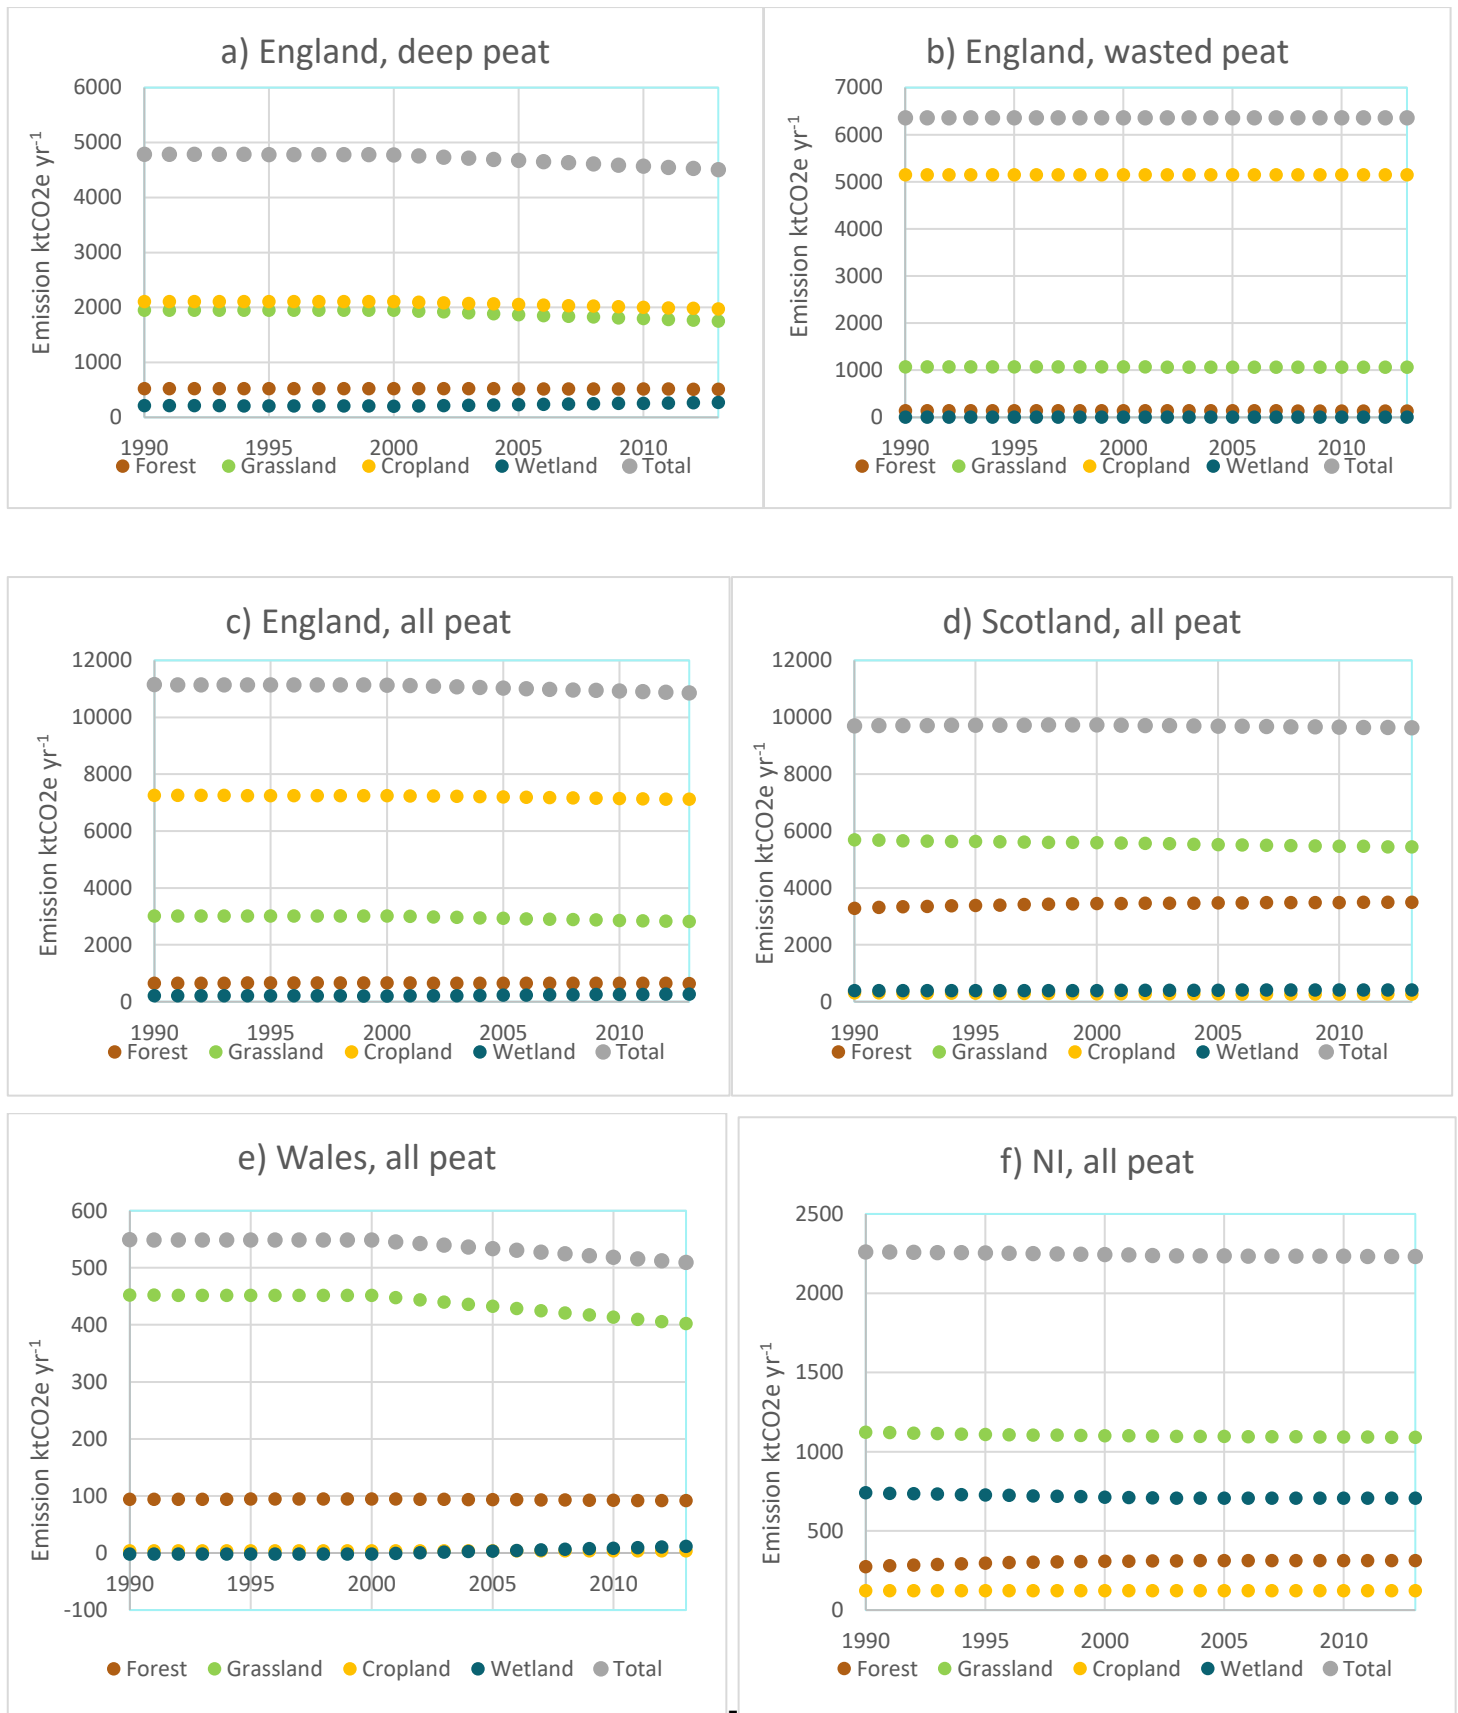 a) England, deep peat
6000
5000
4000
3000
2000
1000
0
Emission ktCO2e yr-1
1990 1995 2000 2005 2010
Forest Grassland Cropland Wetland Total
b) England, wasted peat
7000
6000
5000
4000
3000
2000
1000
0
Emission ktCO2e yr-1
1990 1995 2000 2005 2010
Forest Grassland Cropland Wetland Total
c) England, all peat
12000
10000
8000
6000
4000
2000
0
Emission ktCO2e yr-1
1990 1995 2000 2005 2010
Forest Grassland Cropland Wetland Total
d) Scotland, all peat
12000
10000
8000
6000
4000
2000
0
Emission ktCO2e yr-1
1990 1995 2000 2005 2010
Forest Grassland Cropland Wetland Total
e) Wales, all peat
600
500
400
300
200
100
0
-100
Emission ktCO2e yr-1
1990 1995 2000 2005 2010
Forest Grassland Cropland Wetland Total
f) NI, all peat
2500
2000
1500
1000
500
0
Emission ktCO2e yr-1
1990 1995 2000 2005 2010
Forest Grassland Cropland Wetland Total